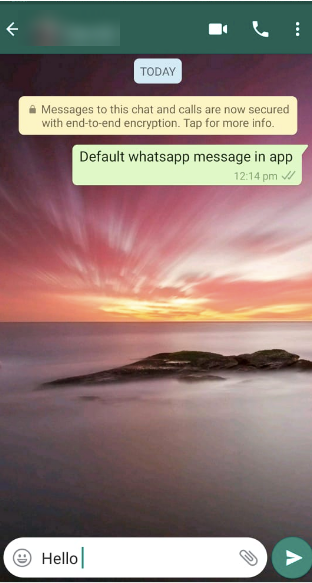 TODAY
Messages to this chat and calls are now secured
with end-to-end encryption. Tap for more info.
Default whatsapp message in app
12:14 pm
Hello